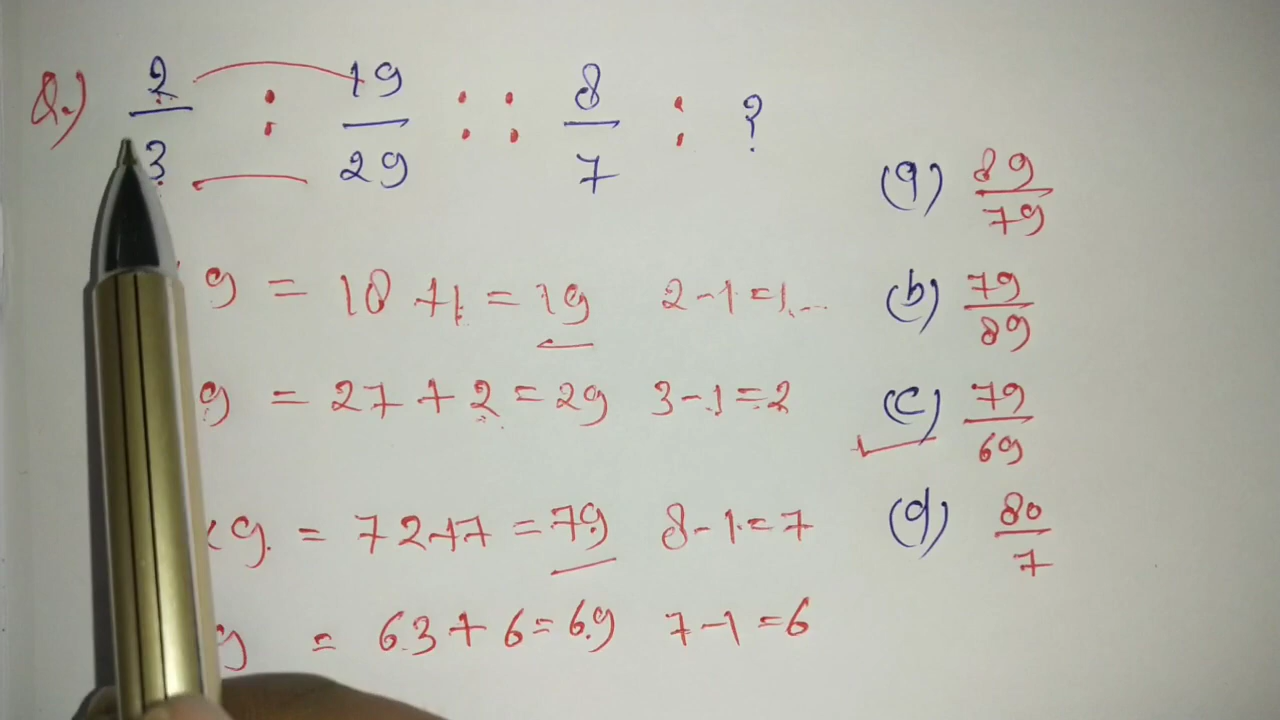 Q.) 2/3 : 19/29 :: 8/7 : ?
(a) 89/79
9 = 18 + 1 = 19 2 - 1 = 1
(b) 79/89
9 = 27 + 2 = 29 3 - 1 = 2
(c) 79/69
×9 = 72 + 7 = 79 8 - 1 = 7
(d) 80/7
9 = 63 + 6 = 69 7 - 1 = 6